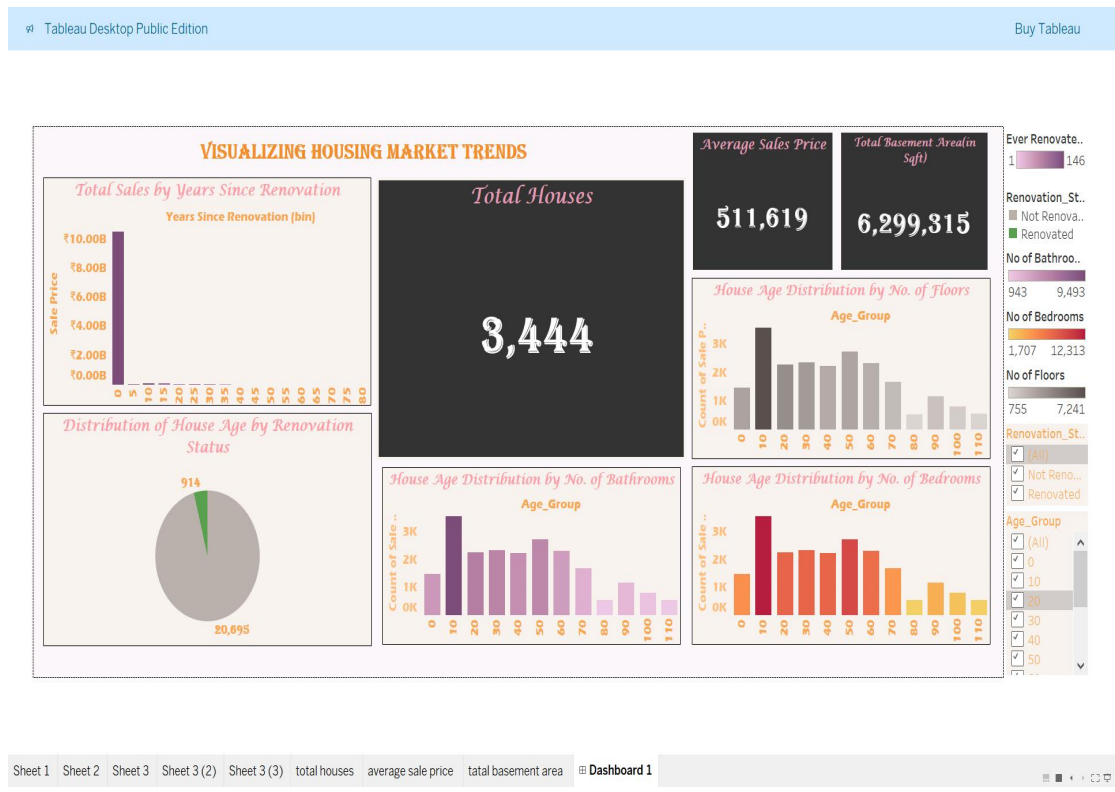 Tableau Desktop Public Edition
Buy Tableau
VISUALIZING HOUSING MARKET TRENDS
Total Sales by Years Since Renovation
Years Since Renovation (bin)
Sale Price
₹10.00B
₹8.00B
₹6.00B
₹4.00B
₹2.00B
₹0.00B
0 5 10 15 20 25 30 35 40 45 50 55 60 65 70 75 80
Distribution of House Age by Renovation
Status
914
20,695
Total Houses
3,444
Average Sales Price
511,619
Total Basement Area(in
Sqft)
6,299,315
House Age Distribution by No. of Floors
Age_Group
Count of Sale P..
3K
2K
1K
0K
0 10 20 30 40 50 60 70 80 90 100 110
House Age Distribution by No. of Bathrooms
Age_Group
Count of Sale ..
3K
2K
1K
0K
0 10 20 30 40 50 60 70 80 90 100 110
House Age Distribution by No. of Bedrooms
Age_Group
Count of Sale ..
3K
2K
1K
0K
0 10 20 30 40 50 60 70 80 90 100 110
Ever Renovate..
1 146
Renovation_St..
Not Renova..
Renovated
No of Bathroo..
943 9,493
No of Bedrooms
1,707 12,313
No of Floors
755 7,241
Renovation_St..
(All)
Not Reno...
Renovated
Age_Group
(All)
0
10
20
30
40
50
Sheet 1 Sheet 2 Sheet 3 Sheet 3 (2) Sheet 3 (3) total houses average sale price tatal basement area Dashboard 1